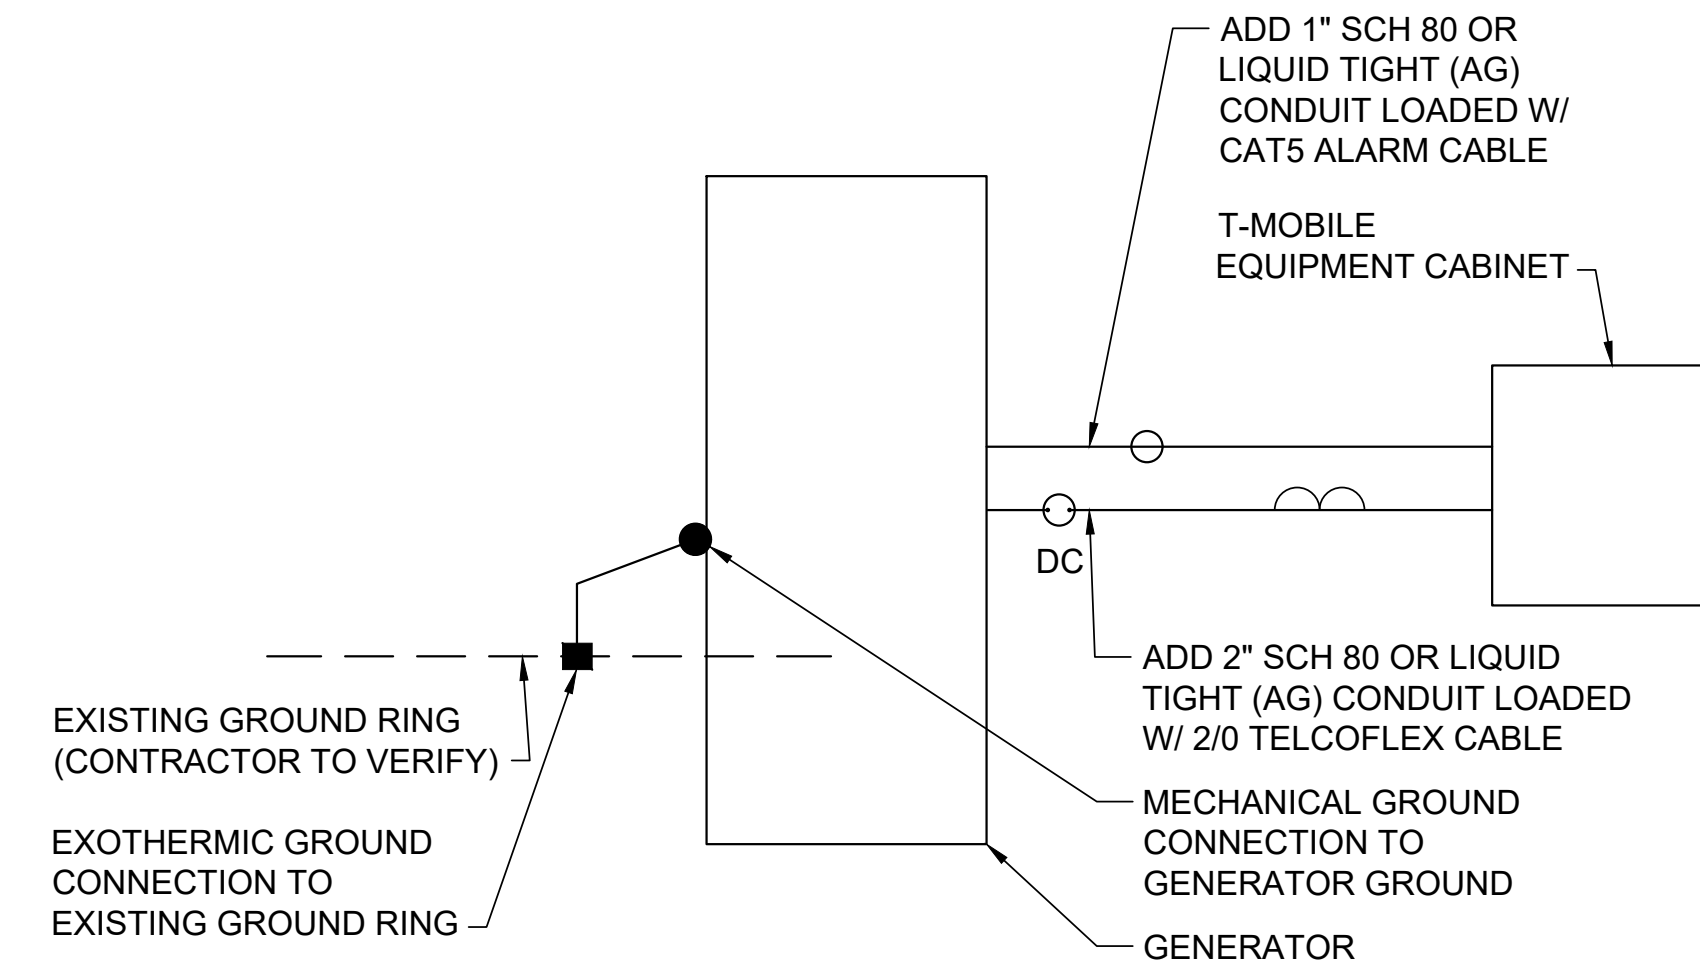 ADD 1" SCH 80 OR
LIQUID TIGHT (AG)
CONDUIT LOADED W/
CAT5 ALARM CABLE
T-MOBILE
EQUIPMENT CABINET
DC
ADD 2" SCH 80 OR LIQUID
TIGHT (AG) CONDUIT LOADED
W/ 2/0 TELCOFLEX CABLE
EXISTING GROUND RING
(CONTRACTOR TO VERIFY)
MECHANICAL GROUND
CONNECTION TO
GENERATOR GROUND
EXOTHERMIC GROUND
CONNECTION TO
EXISTING GROUND RING
GENERATOR